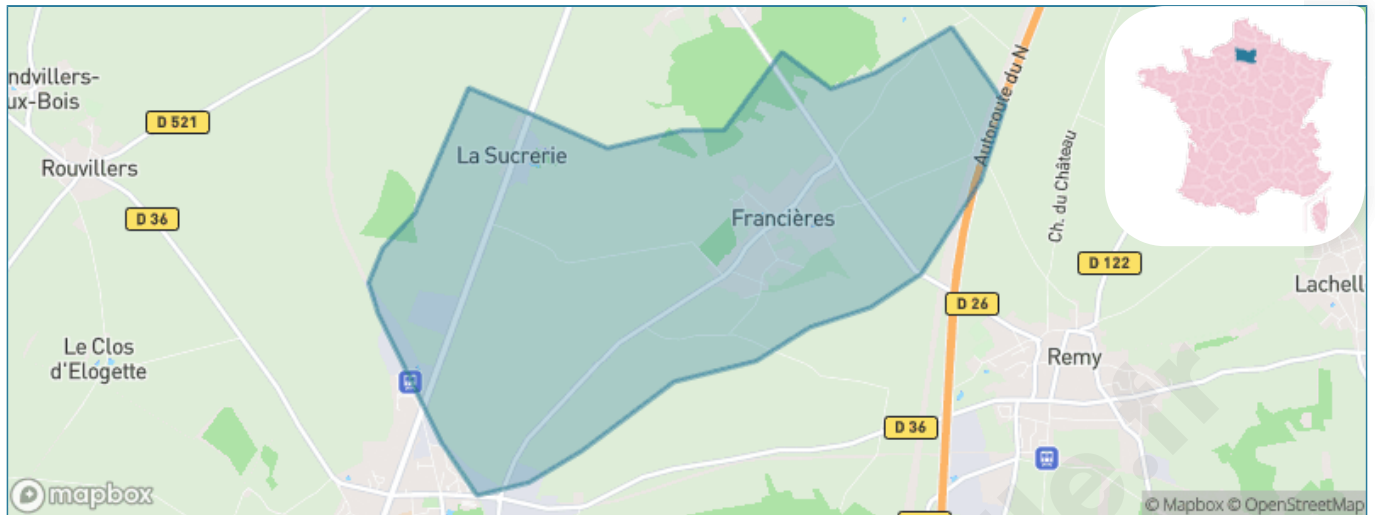 ndvillers-
ux-Bois
D 521
Rouvillers
D 36
La Sucrerie
Francières
Autoroute du N
Ch. du Château
D 122
Lachell
D 26
Le Clos
d'Elogette
Remy
D 36
mapbox
© Mapbox © OpenStreetMap